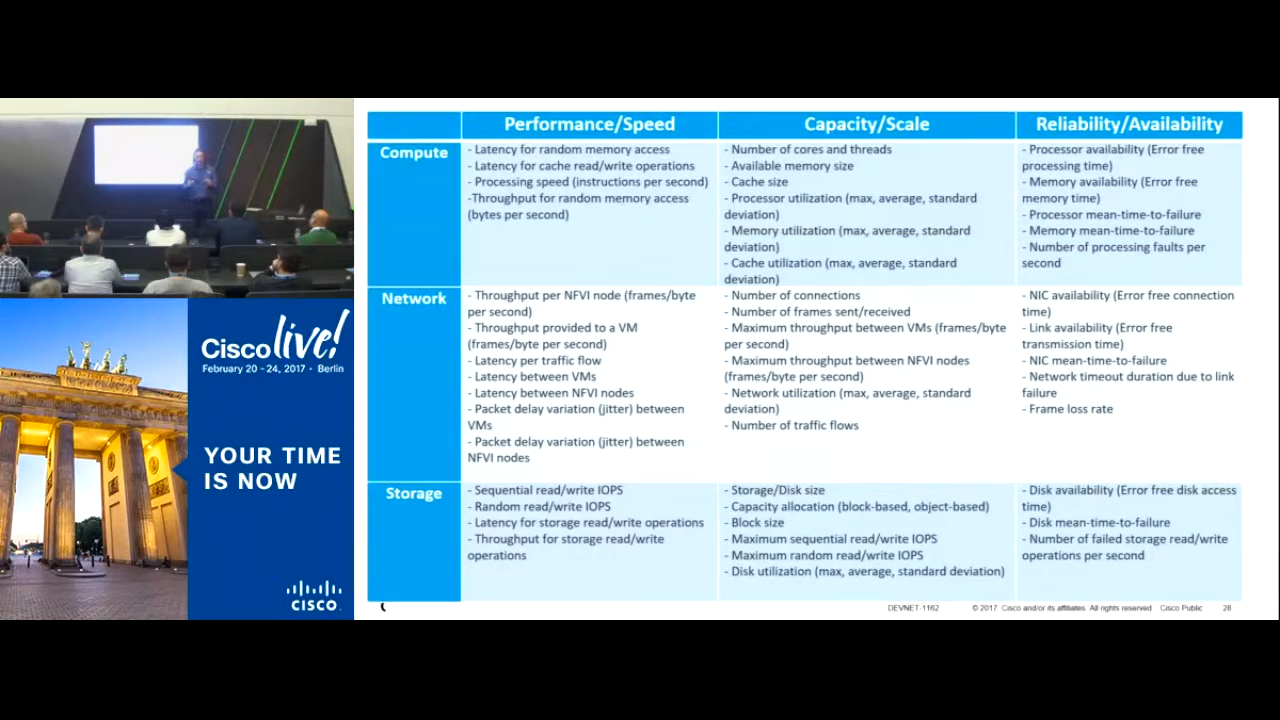 Cisco live!
February 20 - 24, 2017 • Berlin
YOUR TIME
IS NOW
CISCO.
Performance/Speed
Capacity/Scale
Reliability/Availability
Compute
- Latency for random memory access
- Latency for cache read/write operations
- Processing speed (instructions per second)
-Throughput for random memory access
(bytes per second)
- Number of cores and threads
- Available memory size
- Cache size
- Processor utilization (max, average, standard
deviation)
- Memory utilization (max, average, standard
deviation)
- Cache utilization (max, average, standard
deviation)
- Processor availability (Error free
processing time)
- Memory availability (Error free
memory time)
- Processor mean-time-to-failure
- Memory mean-time-to-failure
- Number of processing faults per
second
Network
- Throughput per NFVI node (frames/byte
per second)
- Throughput provided to a VM
(frames/byte per second)
- Latency per traffic flow
- Latency between VMs
- Latency between NFVI nodes
- Packet delay variation (jitter) between
VMs
- Packet delay variation (jitter) between
NFVI nodes
- Number of connections
- Number of frames sent/received
- Maximum throughput between VMs (frames/byte
per second)
- Maximum throughput between NFVI nodes
(frames/byte per second)
- Network utilization (max, average, standard
deviation)
- Number of traffic flows
- NIC availability (Error free connection
time)
- Link availability (Error free
transmission time)
- NIC mean-time-to-failure
- Network timeout duration due to link
failure
- Frame loss rate
Storage
- Sequential read/write IOPS
- Random read/write IOPS
- Latency for storage read/write operations
- Throughput for storage read/write
operations
- Storage/Disk size
- Capacity allocation (block-based, object-based)
- Block size
- Maximum sequential read/write IOPS
- Maximum random read/write IOPS
- Disk utilization (max, average, standard deviation)
- Disk availability (Error free disk access
time)
- Disk mean-time-to-failure
- Number of failed storage read/write
operations per second
DEVNET-1162 © 2017 Cisco and/or its affiliates. All rights reserved Cisco Public 28